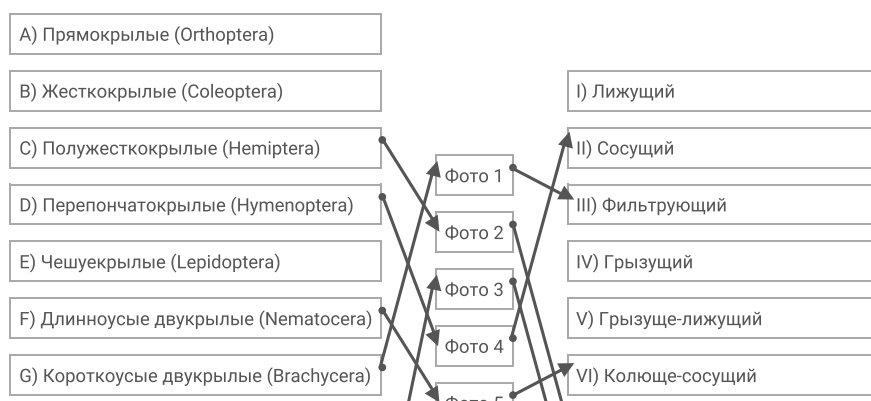 A) Прямокрылые (Orthoptera)
B) Жесткокрылые (Coleoptera)
C) Полужесткокрылые (Hemiptera)
D) Перепончатокрылые (Hymenoptera)
E) Чешуекрылые (Lepidoptera)
F) Длинноусые двукрылые (Nematocera)
G) Короткоусые двукрылые (Brachycera)
Фото 1
Фото 2
Фото 3
Фото 4
I) Лижущий
II) Сосущий
III) Фильтрующий
IV) Грызущий
V) Грызуще-лижущий
VI) Колюще-сосущий